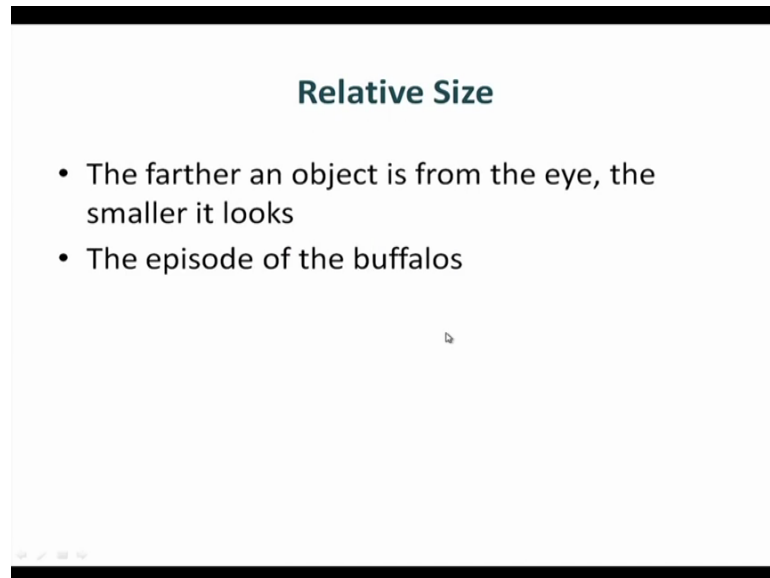 Relative Size
• The farther an object is from the eye, the
smaller it looks
• The episode of the buffalos